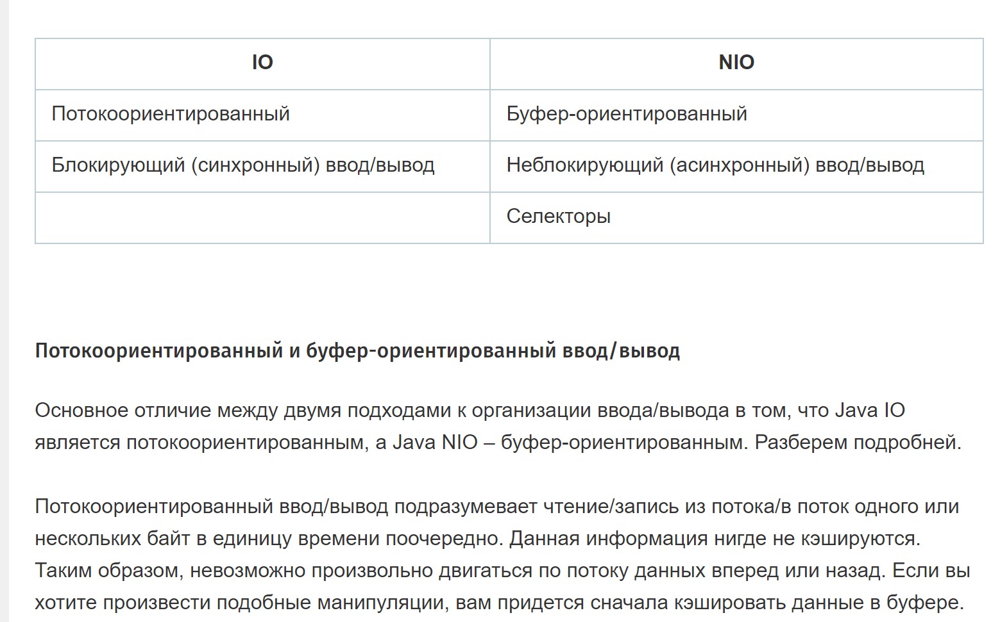 IO
NIO
Потокоориентированный
Буфер-ориентированный
Блокирующий (синхронный) ввод/вывод
Неблокирующий (асинхронный) ввод/вывод
Селекторы
Потокоориентированный и буфер-ориентированный ввод/вывод
Основное отличие между двумя подходами к организации ввода/вывода в том, что Java IO
является потокоориентированным, а Java NIO – буфер-ориентированным. Разберем подробней.
Потокоориентированный ввод/вывод подразумевает чтение/запись из потока/в поток одного или
нескольких байт в единицу времени поочередно. Данная информация нигде не кэшируются.
Таким образом, невозможно произвольно двигаться по потоку данных вперед или назад. Если вы
хотите произвести подобные манипуляции, вам придется сначала кэшировать данные в буфере.